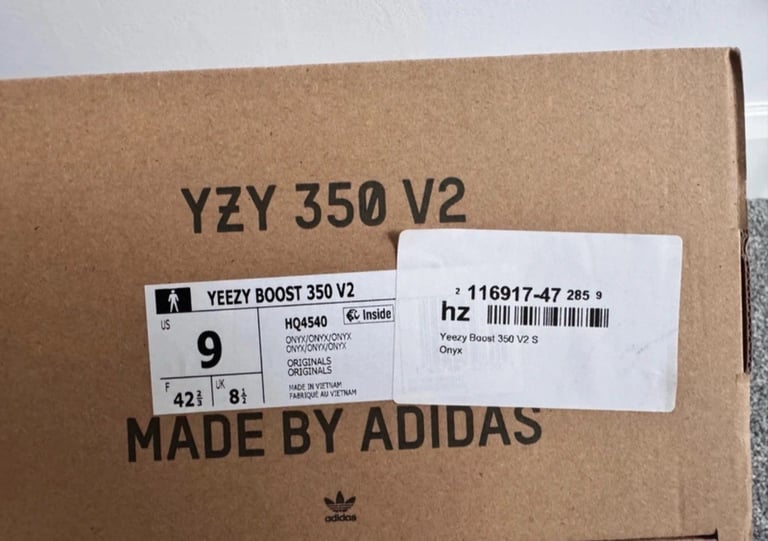 YZY 350 V2
YEEZY BOOST 350 V2
US
9
F
42⅔
UK
8½
HQ4540
Inside
ONYX/ONYX/ONYX
ONYX/ONYX/ONYX
ORIGINALS
ORIGINALS
MADE IN VIETNAM
FABRIQUÉ AU VIETNAM
2 116917-47 285 9
hz
Yeezy Boost 350 V2 S
Onyx
MADE BY ADIDAS
adidas